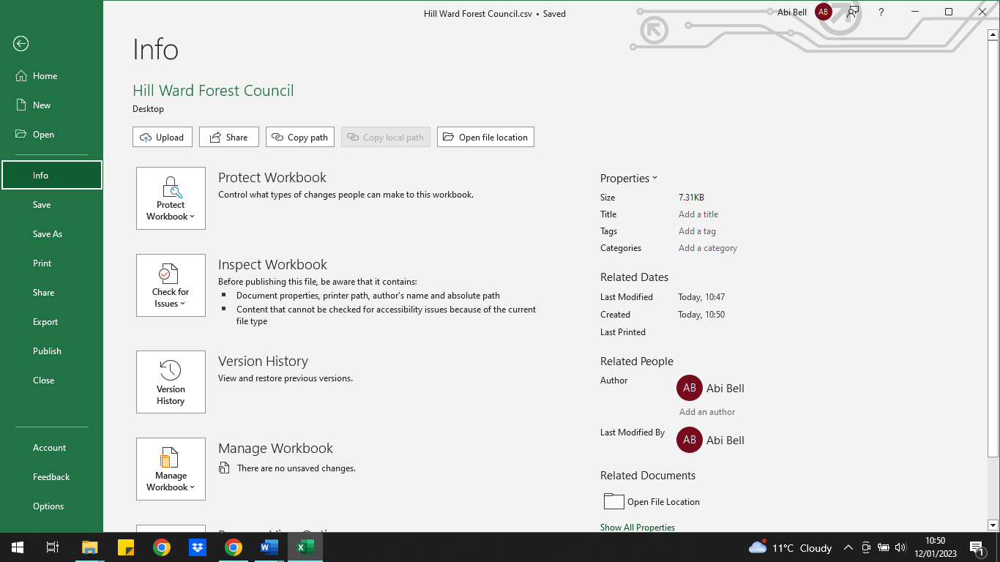 Hill Ward Forest Council.csv • Saved
Abi Bell
AB
?
Info
Home
New
Open
Info
Save
Save As
Print
Share
Export
Publish
Close
Account
Feedback
Options
Hill Ward Forest Council
Desktop
Upload
Share
Copy path
Copy local path
Open file location
Protect
Workbook
Protect Workbook
Control what types of changes people can make to this workbook.
Check for
Issues
Inspect Workbook
Before publishing this file, be aware that it contains:
Document properties, printer path, author's name and absolute path
Content that cannot be checked for accessibility issues because of the current
file type
Version
History
Version History
View and restore previous versions.
Manage
Workbook
Manage Workbook
There are no unsaved changes.
Properties
Size 7.31KB
Title Add a title
Tags Add a tag
Categories Add a category
Related Dates
Last Modified Today, 10:47
Created Today, 10:50
Last Printed
Related People
Author AB Abi Bell
Add an author
Last Modified By AB Abi Bell
Related Documents
Open File Location
Show All Properties
11°C Cloudy
10:50
12/01/2023
1